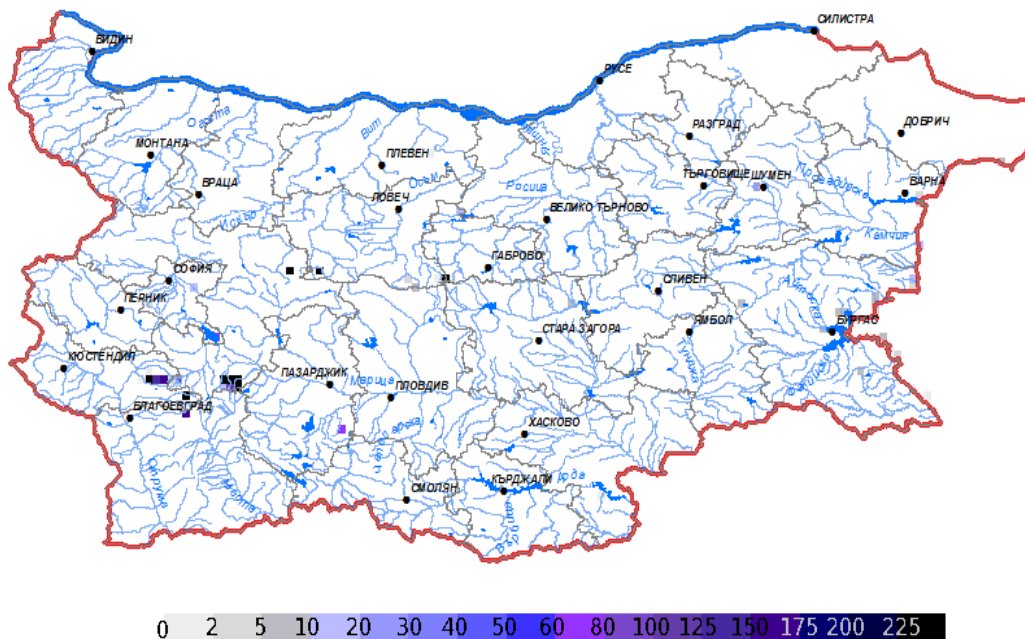 СИЛИСТРА
ВИДИН
РУСЕ
ДОБРИЧ
РАЗГРАД
МОНТАНА
ПЛЕВЕН
Вит
ТЪРГОВИЩЕ
ШУМЕН
ВРАЦА
Осъм
Росица
ВАРНА
ЛОВЕЧ
Искър
ВЕЛИКО ТЪРНОВО
Камчия
СОФИЯ
ГАБРОВО
СЛИВЕН
ПЕРНИК
СТАРА ЗАГОРА
ЯМБОЛ
БУРГАС
Тунджа
КЮСТЕНДИЛ
ПАЗАРДЖИК
Марица
ПЛОВДИВ
БЛАГОЕВГРАД
ХАСКОВО
Струма
Места
КЪРДЖАЛИ
СМОЛЯН
0 2 5 10 20 30 40 50 60 80 100 125 150 175 200 225